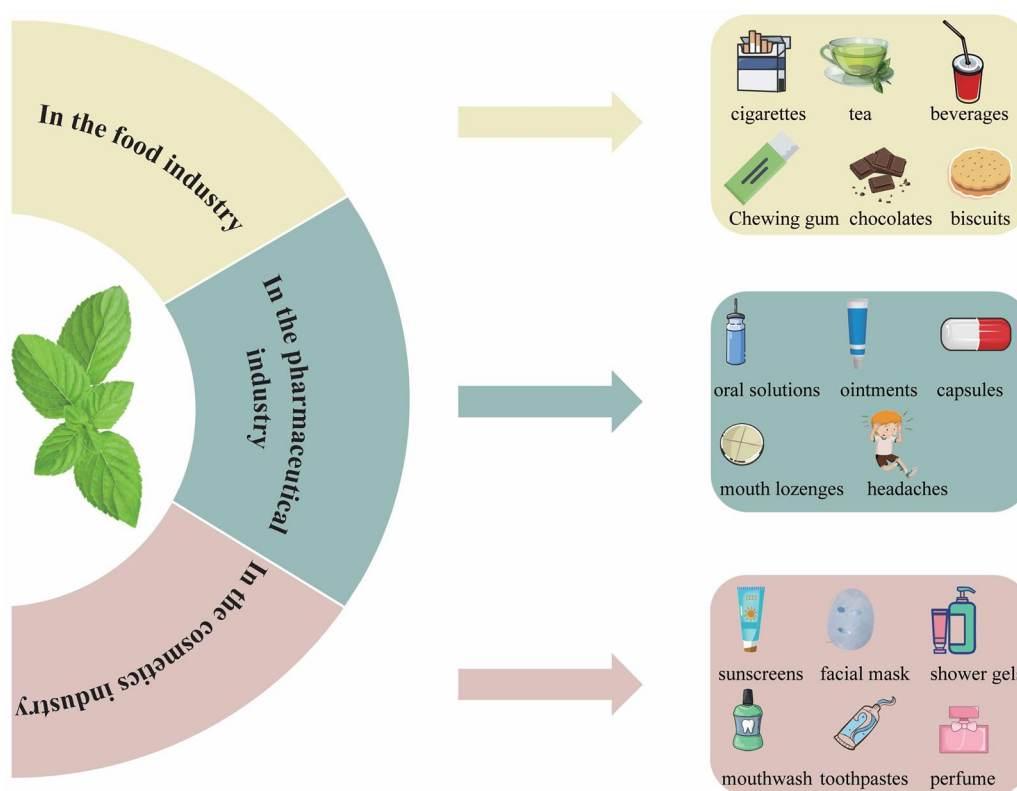 In the food industry
In the pharmaceutical
industry
In the cosmetics industry
cigarettes tea beverages
Chewing gum chocolates biscuits
oral solutions ointments capsules
mouth lozenges headaches
sunscreens facial mask shower gel
mouthwash toothpastes perfume